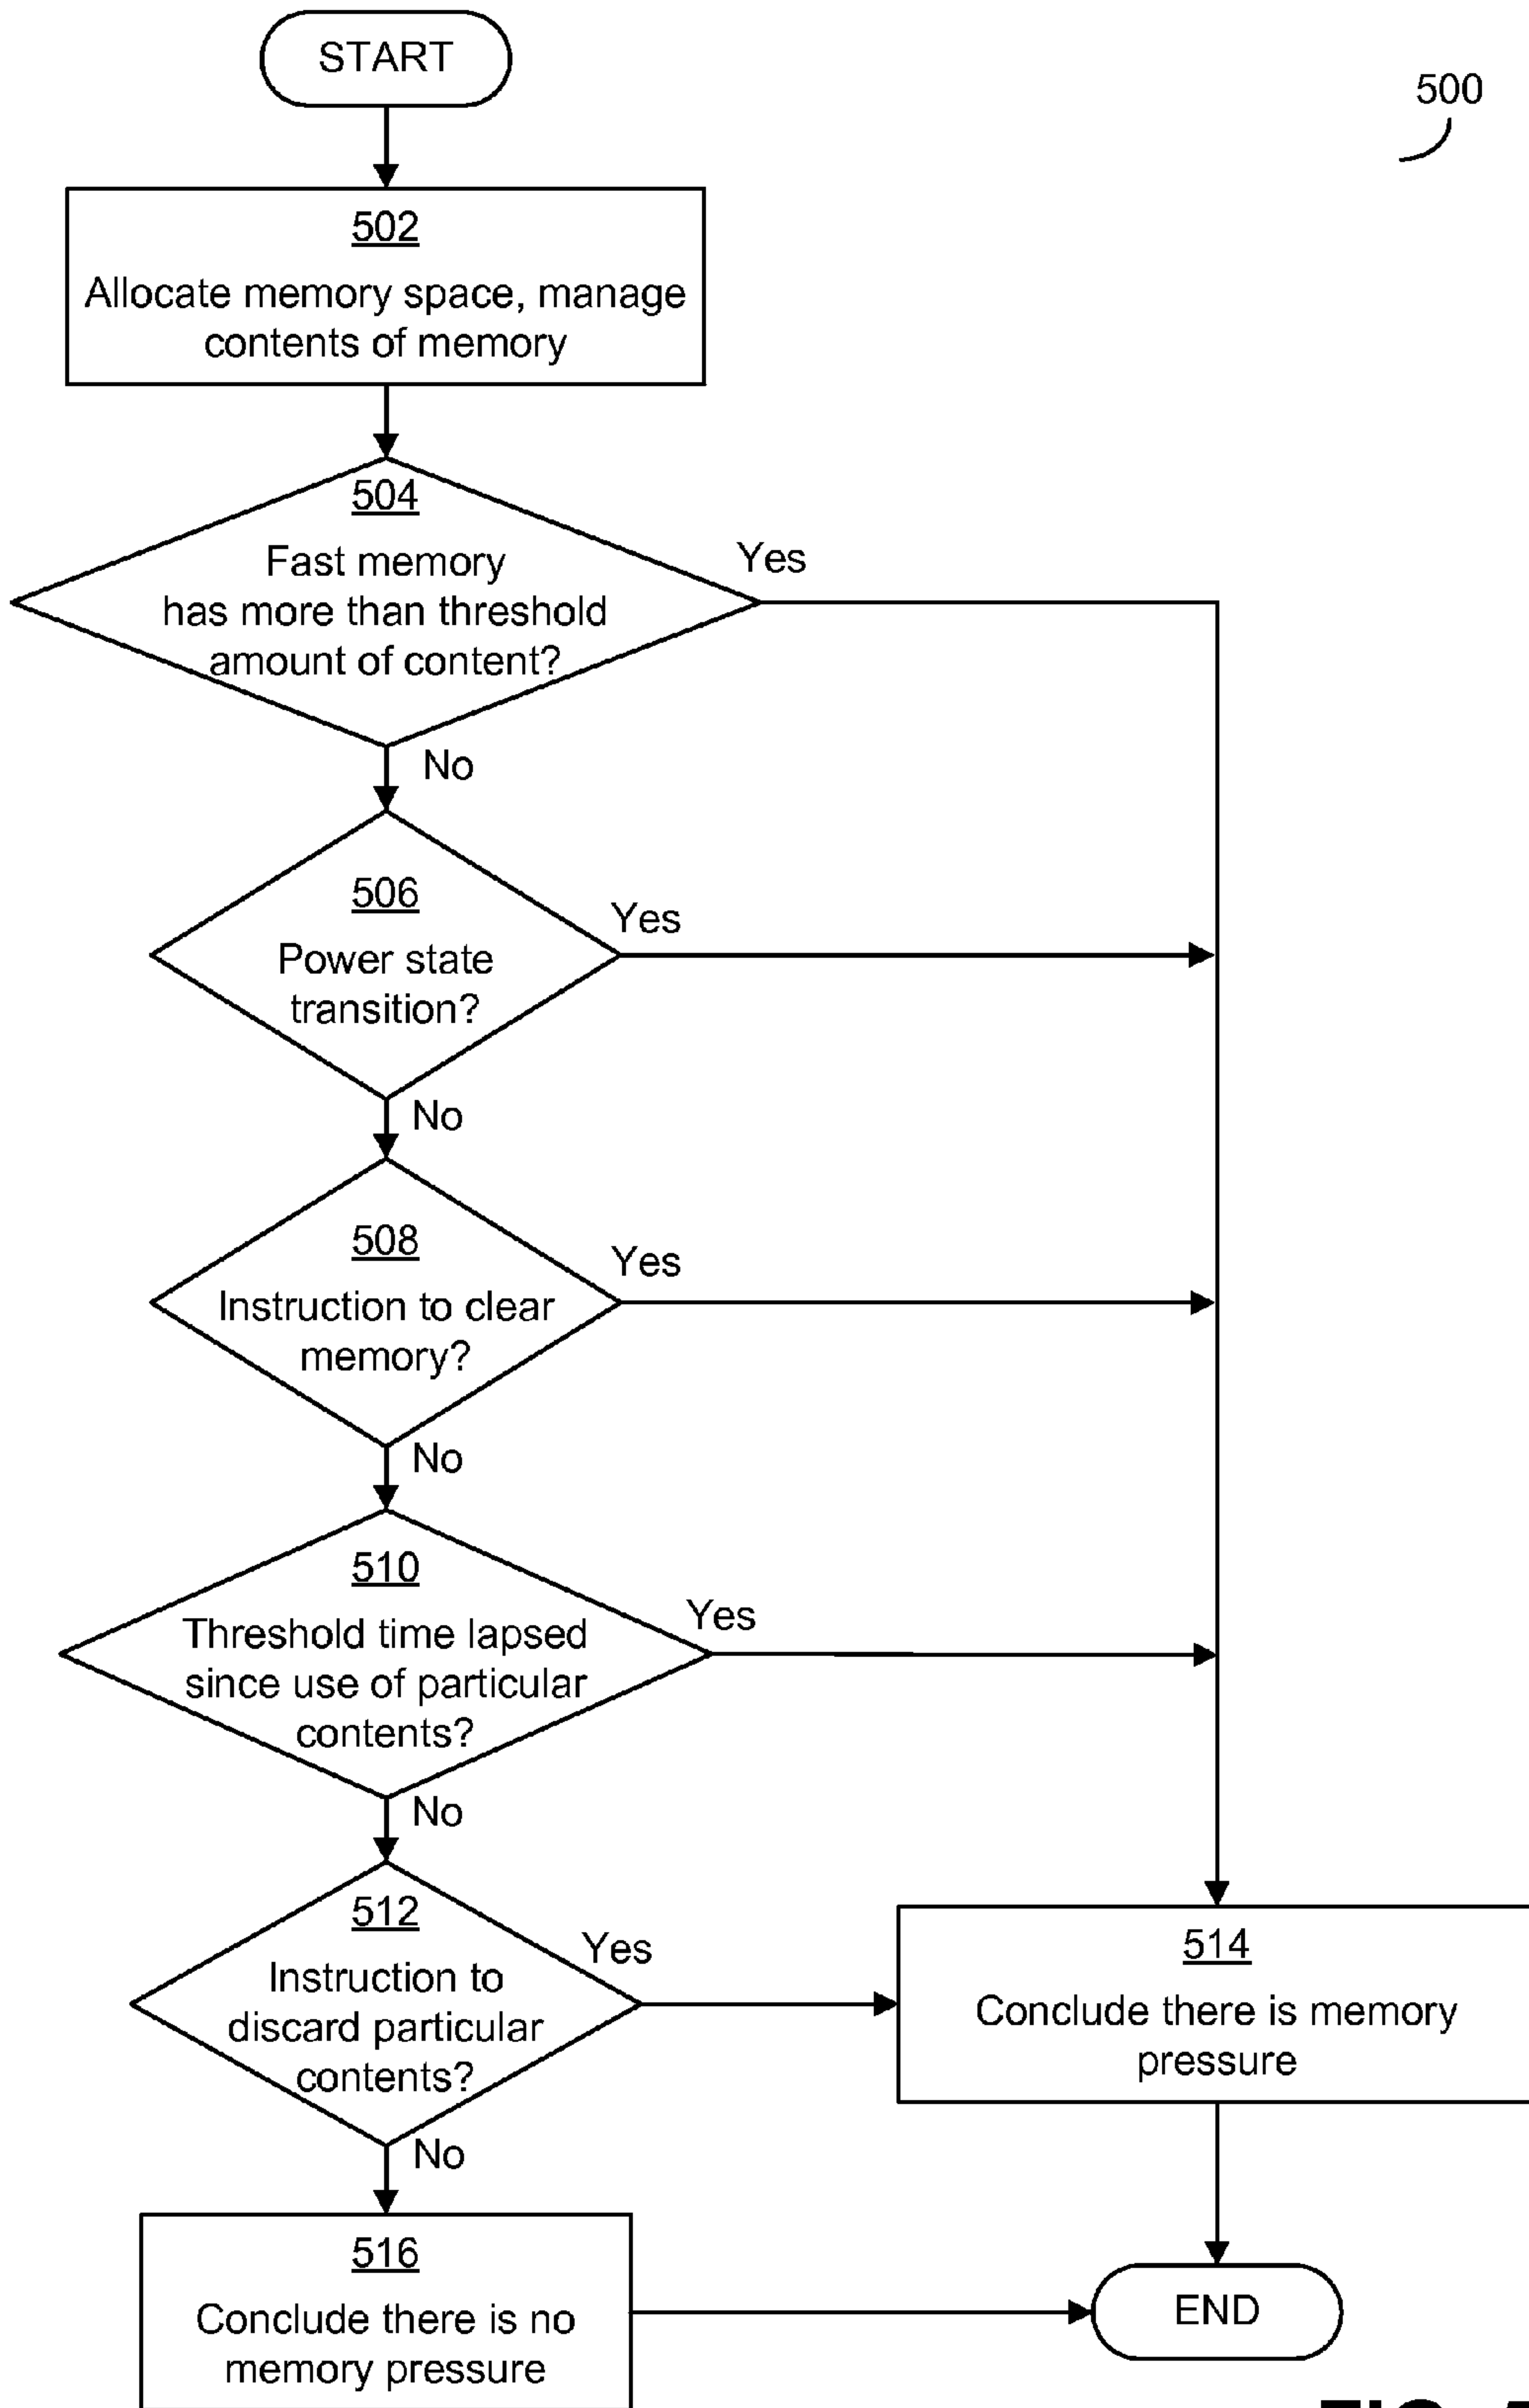 START
500
502
Allocate memory space, manage
contents of memory
504
Fast memory
has more than threshold
amount of content?
Yes
No
506
Power state
transition?
Yes
No
508
Instruction to clear
memory?
Yes
No
510
Threshold time lapsed
since use of particular
contents?
Yes
No
512
Instruction to
discard particular
contents?
Yes
No
514
Conclude there is memory
pressure
516
Conclude there is no
memory pressure
END